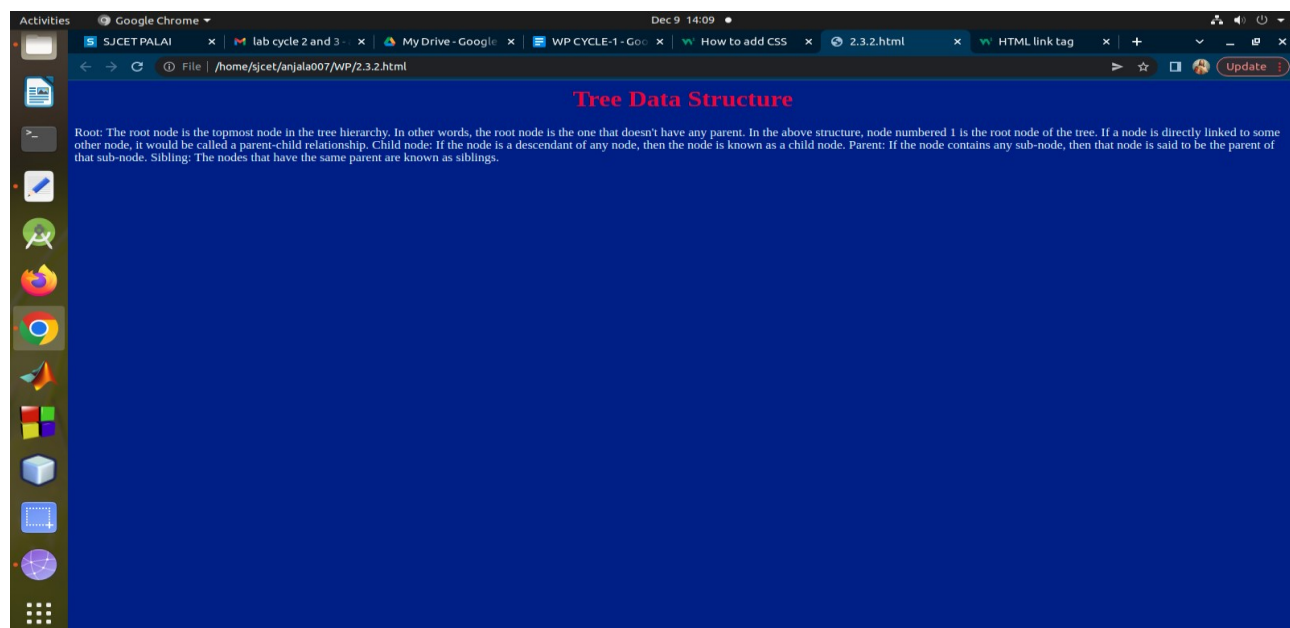 Activities Google Chrome Dec 9 14:09
SJCET PALAI lab cycle 2 and 3 - My Drive - Google WP CYCLE-1 - Goo How to add CSS 2.3.2.html HTML link tag
File /home/sjcet/anjala007/WP/2.3.2.html Update
Tree Data Structure
Root: The root node is the topmost node in the tree hierarchy. In other words, the root node is the one that doesn't have any parent. In the above structure, node numbered 1 is the root node of the tree. If a node is directly linked to some
other node, it would be called a parent-child relationship. Child node: If the node is a descendant of any node, then the node is known as a child node. Parent: If the node contains any sub-node, then that node is said to be the parent of
that sub-node. Sibling: The nodes that have the same parent are known as siblings.